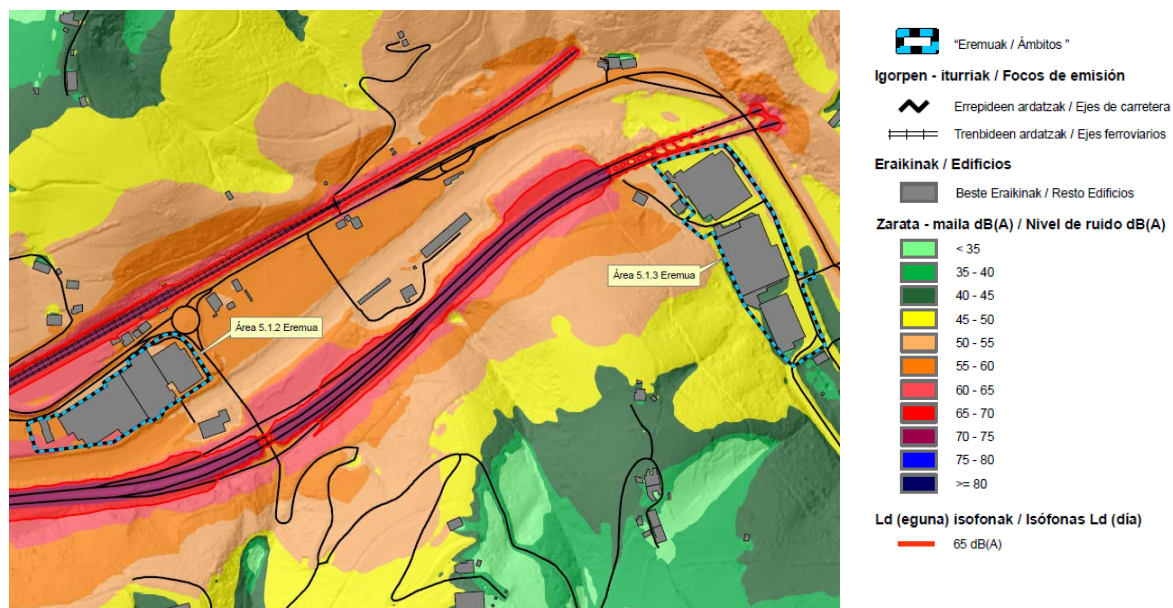 Área 5.1.2 Eremua
Área 5.1.3 Eremua
"Eremuak / Ámbitos "
Igorpen - iturriak / Focos de emisión
Errepideen ardatzak / Ejes de carretera
Trenbideen ardatzak / Ejes ferroviarios
Eraikinak / Edificios
Beste Eraikinak / Resto Edificios
Zarata - maila dB(A) / Nivel de ruido dB(A)
< 35
35 - 40
40 - 45
45 - 50
50 - 55
55 - 60
60 - 65
65 - 70
70 - 75
75 - 80
>= 80
Ld (eguna) isofonak / Isófonas Ld (día)
65 dB(A)